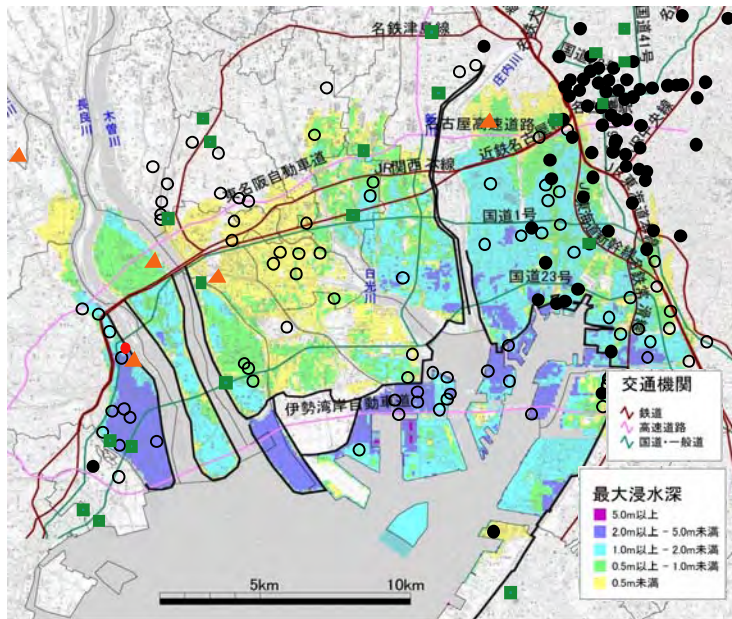 名鉄津島線
国道41号
庄内川
長良川
木曽川
名古屋高速道路
近鉄名古屋
JR関西本線
東名阪自動車道
国道1号
日光川
国道23号
伊勢湾岸自動車道
交通機関
鉄道
高速道路
国道・一般道
最大浸水深
5.0m以上
2.0m以上 - 5.0m未満
1.0m以上 - 2.0m未満
0.5m以上 - 1.0m未満
0.5m未満
5km
10km